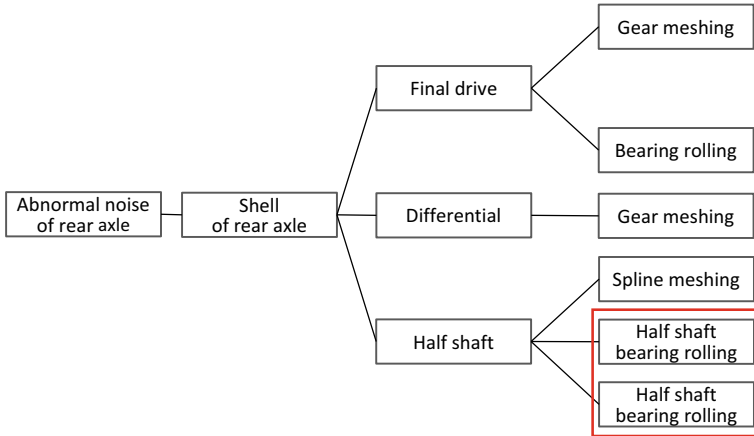 Abnormal noise
of rear axle
Shell
of rear axle
Final drive
Differential
Half shaft
Gear meshing
Bearing rolling
Gear meshing
Spline meshing
Half shaft
bearing rolling
Half shaft
bearing rolling